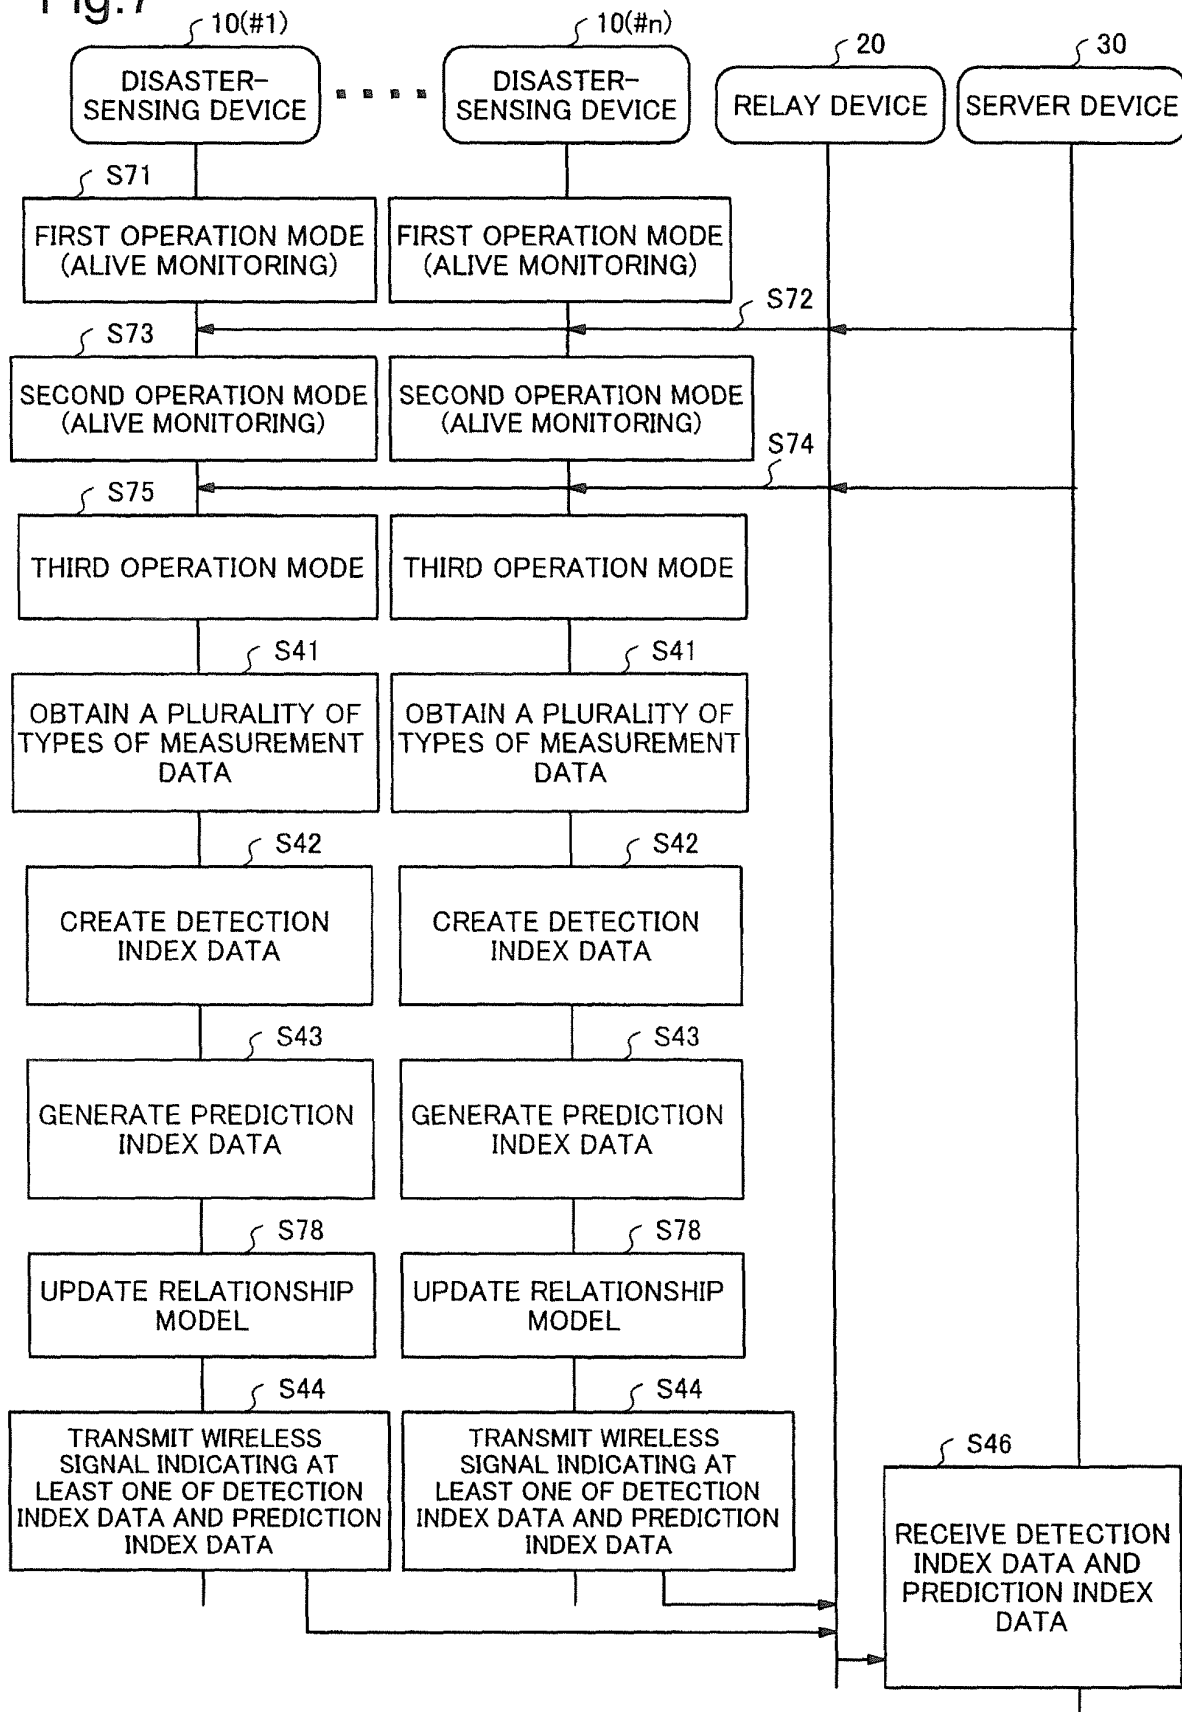 Fig.7
10(#1)
10(#n)
20
30
DISASTER-
SENSING DEVICE
DISASTER-
SENSING DEVICE
RELAY DEVICE
SERVER DEVICE
S71
FIRST OPERATION MODE
(ALIVE MONITORING)
FIRST OPERATION MODE
(ALIVE MONITORING)
S72
S73
SECOND OPERATION MODE
(ALIVE MONITORING)
SECOND OPERATION MODE
(ALIVE MONITORING)
S74
S75
THIRD OPERATION MODE
THIRD OPERATION MODE
S41
S41
OBTAIN A PLURALITY OF
TYPES OF MEASUREMENT
DATA
OBTAIN A PLURALITY OF
TYPES OF MEASUREMENT
DATA
S42
S42
CREATE DETECTION
INDEX DATA
CREATE DETECTION
INDEX DATA
S43
S43
GENERATE PREDICTION
INDEX DATA
GENERATE PREDICTION
INDEX DATA
S78
S78
UPDATE RELATIONSHIP
MODEL
UPDATE RELATIONSHIP
MODEL
S44
S44
TRANSMIT WIRELESS
SIGNAL INDICATING AT
LEAST ONE OF DETECTION
INDEX DATA AND PREDICTION
INDEX DATA
TRANSMIT WIRELESS
SIGNAL INDICATING AT
LEAST ONE OF DETECTION
INDEX DATA AND PREDICTION
INDEX DATA
S46
RECEIVE DETECTION
INDEX DATA AND
PREDICTION INDEX
DATA